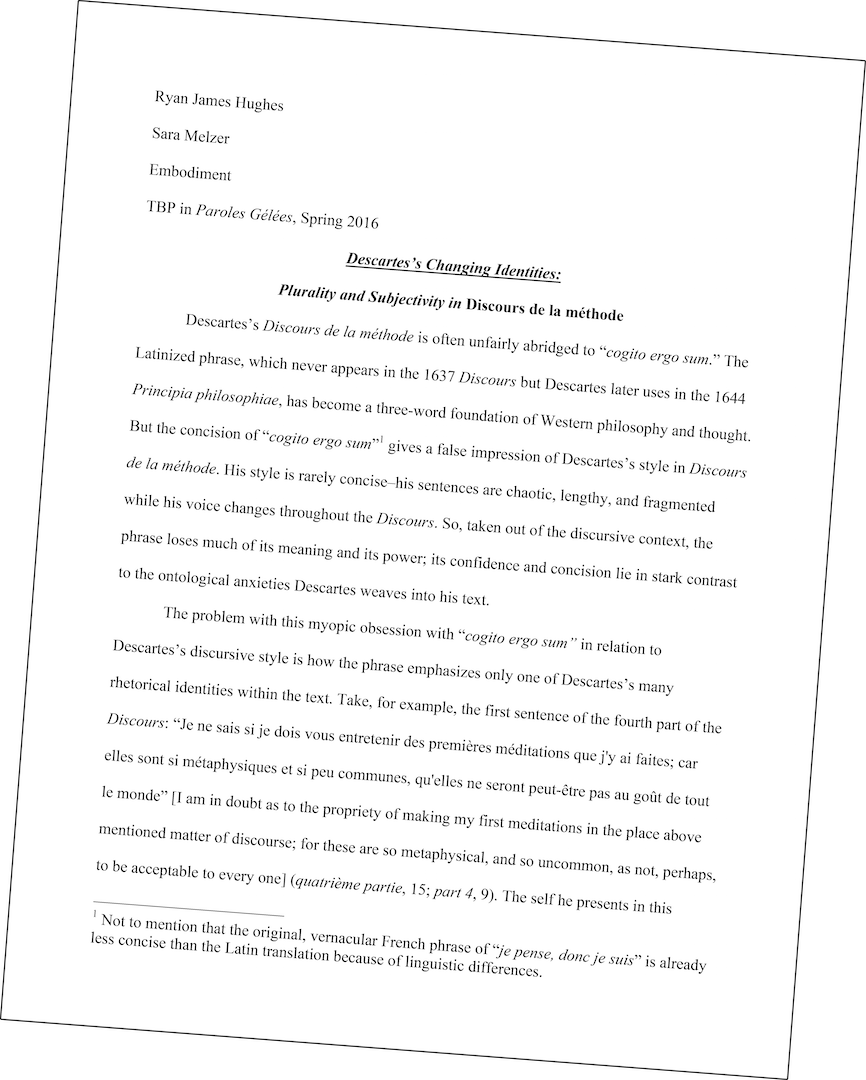 Ryan James Hughes
Sara Melzer
Embodiment
TBP in Paroles Gélées, Spring 2016
Descartes’s Changing Identities:
Plurality and Subjectivity in Discours de la méthode
Descartes’s Discours de la méthode is often unfairly abridged to “cogito ergo sum.” The
Latinized phrase, which never appears in the 1637 Discours but Descartes later uses in the 1644
Principia philosophiae, has become a three-word foundation of Western philosophy and thought.
But the concision of “cogito ergo sum”1 gives a false impression of Descartes’s style in Discours
de la méthode. His style is rarely concise–his sentences are chaotic, lengthy, and fragmented
while his voice changes throughout the Discours. So, taken out of the discursive context, the
phrase loses much of its meaning and its power; its confidence and concision lie in stark contrast
to the ontological anxieties Descartes weaves into his text.
The problem with this myopic obsession with “cogito ergo sum” in relation to
Descartes’s discursive style is how the phrase emphasizes only one of Descartes’s many
rhetorical identities within the text. Take, for example, the first sentence of the fourth part of the
Discours: “Je ne sais si je dois vous entretenir des premières méditations que j'y ai faites; car
elles sont si métaphysiques et si peu communes, qu'elles ne seront peut-être pas au goût de tout
le monde” [I am in doubt as to the propriety of making my first meditations in the place above
mentioned matter of discourse; for these are so metaphysical, and so uncommon, as not, perhaps,
to be acceptable to every one] (quatrième partie, 15; part 4, 9). The self he presents in this
1 Not to mention that the original, vernacular French phrase of “je pense, donc je suis” is already
less concise than the Latin translation because of linguistic differences.